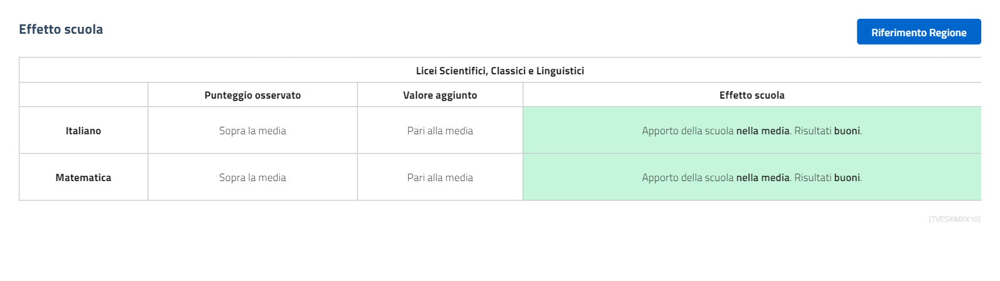 Effetto scuola
Riferimento Regione
Licei Scientifici, Classici e Linguistici
Punteggio osservato Valore aggiunto Effetto scuola
Italiano Sopra la media Pari alla media Apporto della scuola nella media. Risultati buoni.
Matematica Sopra la media Pari alla media Apporto della scuola nella media. Risultati buoni.
[TVESXIMXX10]